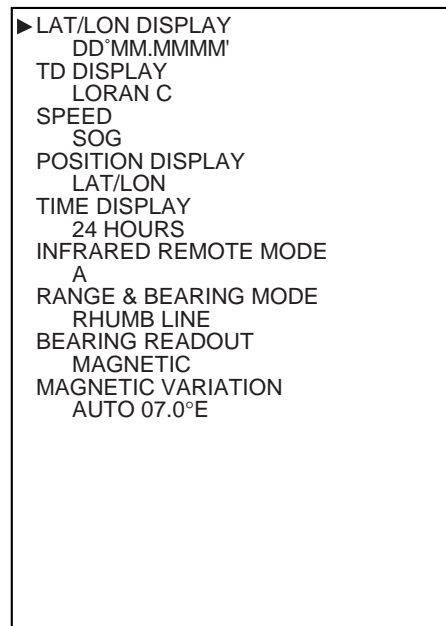 ▶LAT/LON DISPLAY
DD°MM.MMMM'
TD DISPLAY
LORAN C
SPEED
SOG
POSITION DISPLAY
LAT/LON
TIME DISPLAY
24 HOURS
INFRARED REMOTE MODE
A
RANGE & BEARING MODE
RHUMB LINE
BEARING READOUT
MAGNETIC
MAGNETIC VARIATION
AUTO 07.0°E